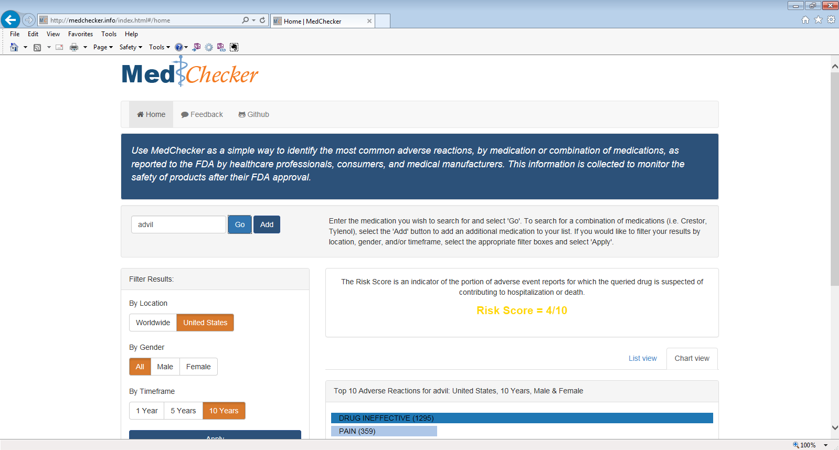 http://medchecker.info/index.html#/home
Home | MedChecker
File Edit View Favorites Tools Help
Page Safety Tools
MedChecker
Home Feedback Github
Use MedChecker as a simple way to identify the most common adverse reactions, by medication or combination of medications, as
reported to the FDA by healthcare professionals, consumers, and medical manufacturers. This information is collected to monitor the
safety of products after their FDA approval.
advil Go Add
Enter the medication you wish to search for and select 'Go'. To search for a combination of medications (i.e. Crestor,
Tylenol), select the 'Add' button to add an additional medication to your list. If you would like to filter your results by
location, gender, and/or timeframe, select the appropriate filter boxes and select 'Apply'.
Filter Results:
By Location
Worldwide United States
By Gender
All Male Female
By Timeframe
1 Year 5 Years 10 Years
Apply
The Risk Score is an indicator of the portion of adverse event reports for which the queried drug is suspected of
contributing to hospitalization or death.
Risk Score = 4/10
List view Chart view
Top 10 Adverse Reactions for advil: United States, 10 Years, Male & Female
DRUG INEFFECTIVE (1295)
PAIN (359)
100%